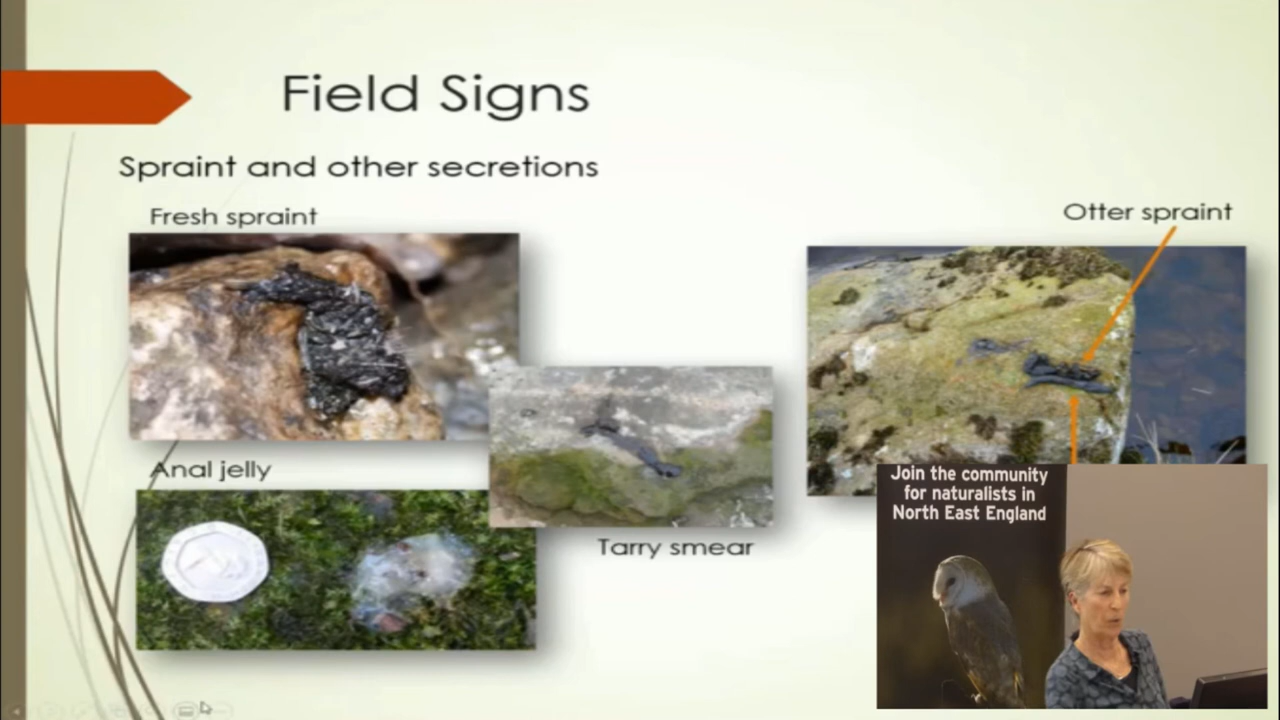 Field Signs
Spraint and other secretions
Fresh spraint
Otter spraint
Anal jelly
Tarry smear
Join the community
for naturalists in
North East England